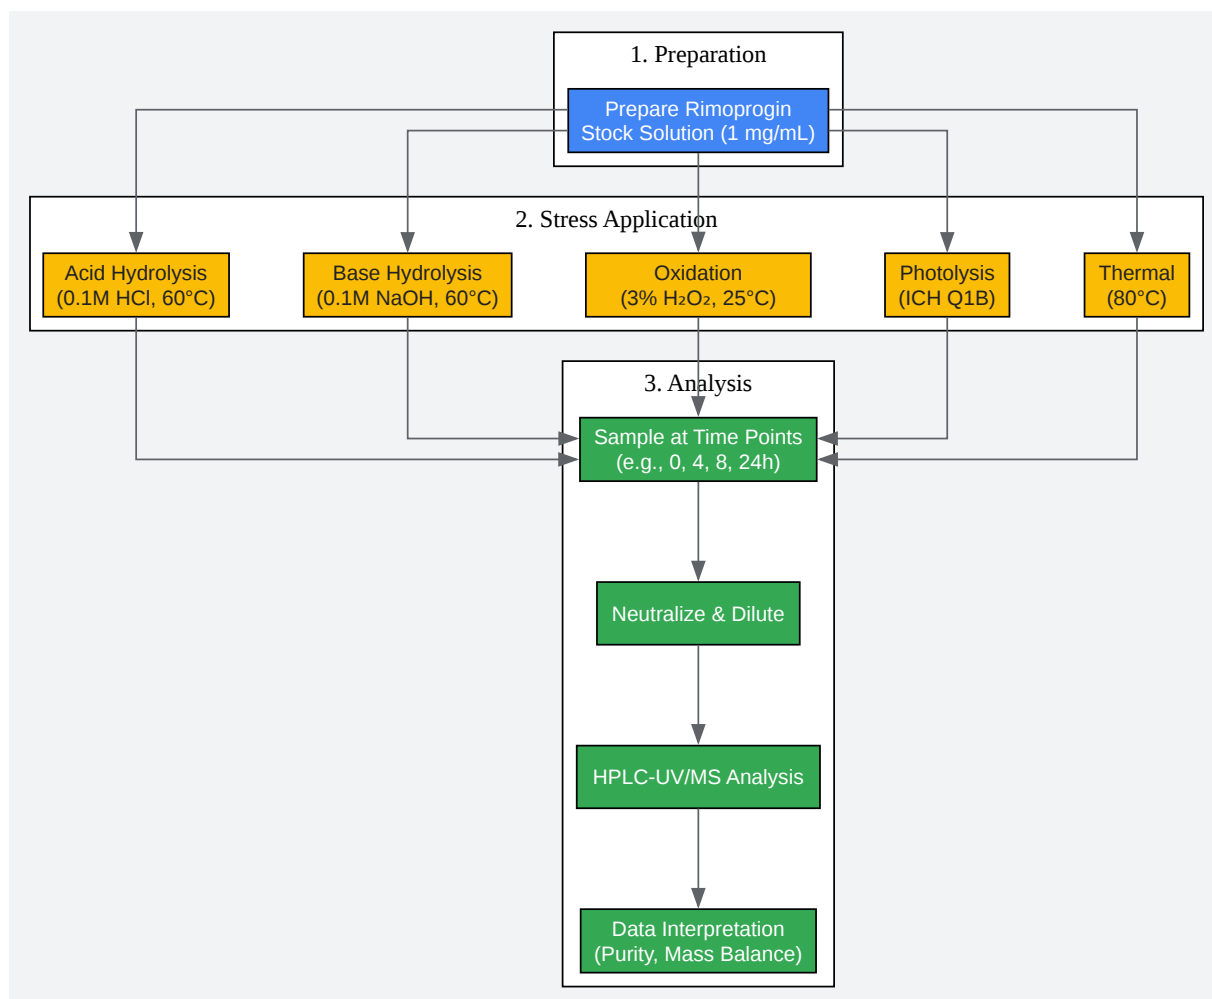 1. Preparation
Prepare Rimoprogin
Stock Solution (1 mg/mL)
2. Stress Application
Acid Hydrolysis
(0.1M HCl, 60°C)
Base Hydrolysis
(0.1M NaOH, 60°C)
Oxidation
(3% H₂O₂, 25°C)
Photolysis
(ICH Q1B)
Thermal
(80°C)
3. Analysis
Sample at Time Points
(e.g., 0, 4, 8, 24h)
Neutralize & Dilute
HPLC-UV/MS Analysis
Data Interpretation
(Purity, Mass Balance)